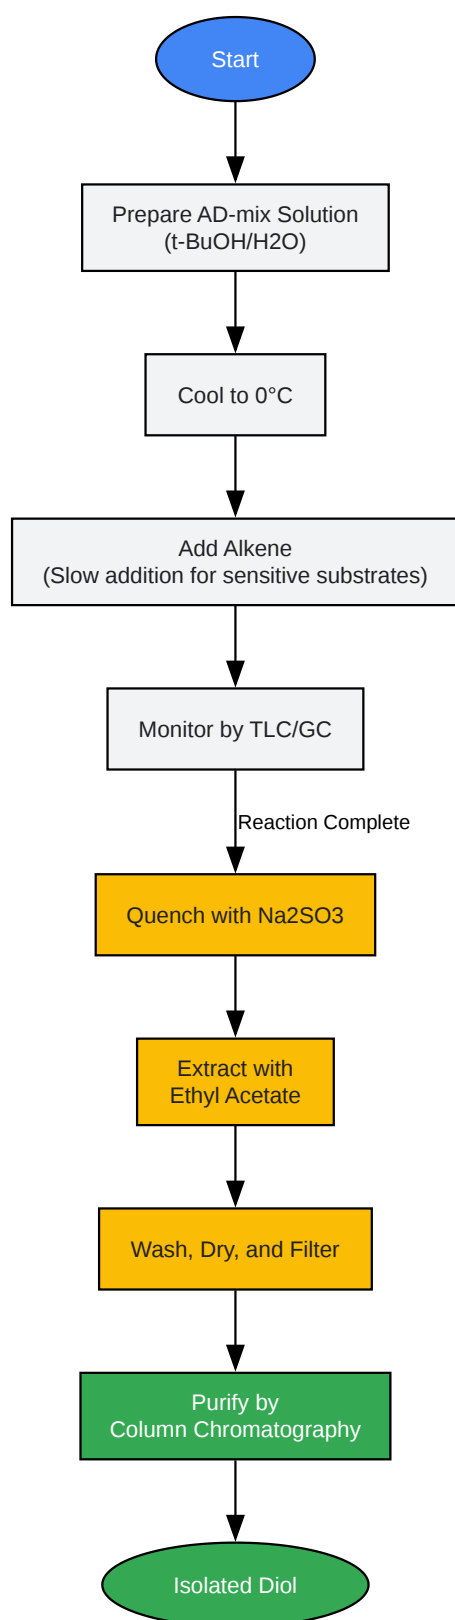 Start
Prepare AD-mix Solution
(t-BuOH/H2O)
Cool to 0°C
Add Alkene
(Slow addition for sensitive substrates)
Monitor by TLC/GC
Reaction Complete
Quench with Na2SO3
Extract with
Ethyl Acetate
Wash, Dry, and Filter
Purify by
Column Chromatography
Isolated Diol